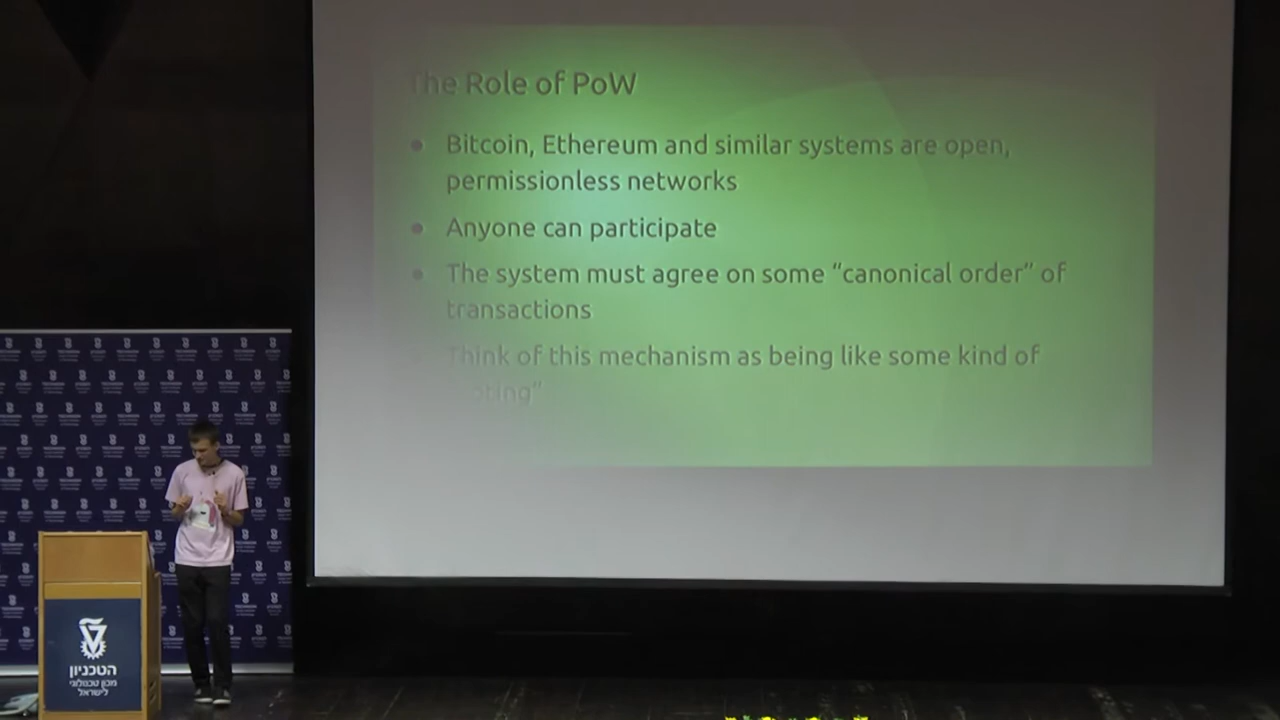 The Role of PoW
Bitcoin, Ethereum and similar systems are open,
permissionless networks
Anyone can participate
The system must agree on some “canonical order” of
transactions
Think of this mechanism as being like some kind of
הטכניון
מכון טכנולוגי
לישראל
TECHNION